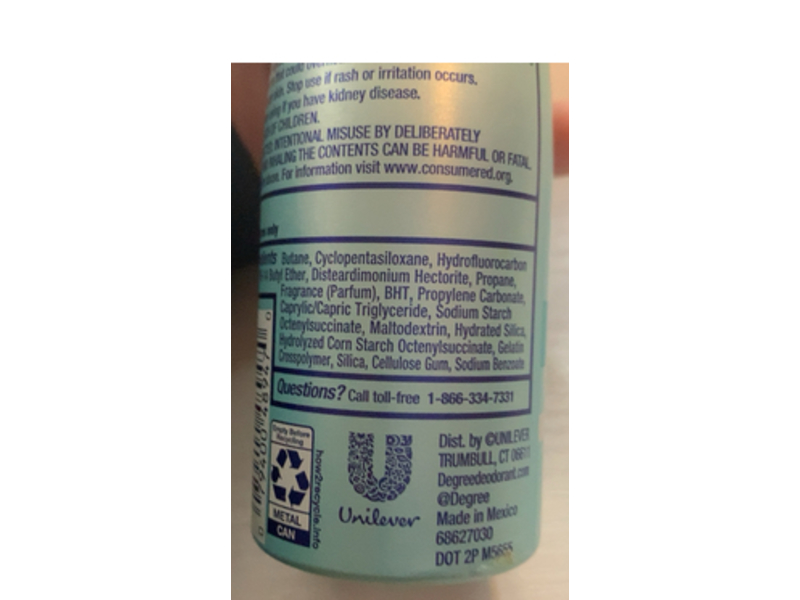 Stop use if rash or irritation occurs.
if you have kidney disease.
OF CHILDREN.
INTENTIONAL MISUSE BY DELIBERATELY
INHALING THE CONTENTS CAN BE HARMFUL OR FATAL.
For information visit www.consumered.org.
only
Butane, Cyclopentasiloxane, Hydrofluorocarbon
Butyl Ether, Disteardimonium Hectorite, Propane,
Fragrance (Parfum), BHT, Propylene Carbonate,
Caprylic/Capric Triglyceride, Sodium Starch
Octenylsuccinate, Maltodextrin, Hydrated Silica,
Hydrolyzed Corn Starch Octenylsuccinate, Gelatin
Crosspolymer, Silica, Cellulose Gum, Sodium Benzoate
Questions? Call toll-free 1-866-334-7331
Empty Before
Recycling
METAL
CAN
how2recycle.info
Unilever
Dist. by ©UNILEVER
TRUMBULL, CT 06611
Degreedeodorant.com
@Degree
Made in Mexico
68627030
DOT 2P M5655